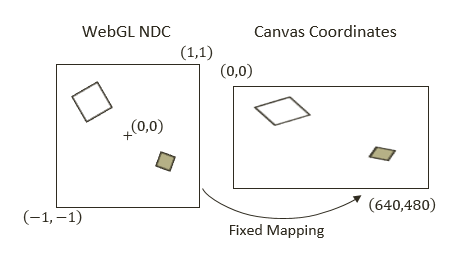 WebGL NDC
Canvas Coordinates
(1,1)
(0,0)
(0,0)
(−1,−1)
(640,480)
Fixed Mapping